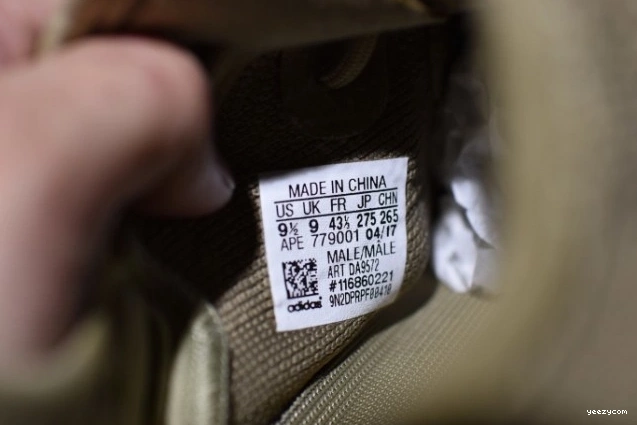 MADE IN CHINA
US UK FR JP CHN
9½ 9 43⅓ 275 265
APE 779001 04/17
MALE/MÂLE
ART DA9572
#116860221
9N2DPRPF00410
adidas
yeezycom